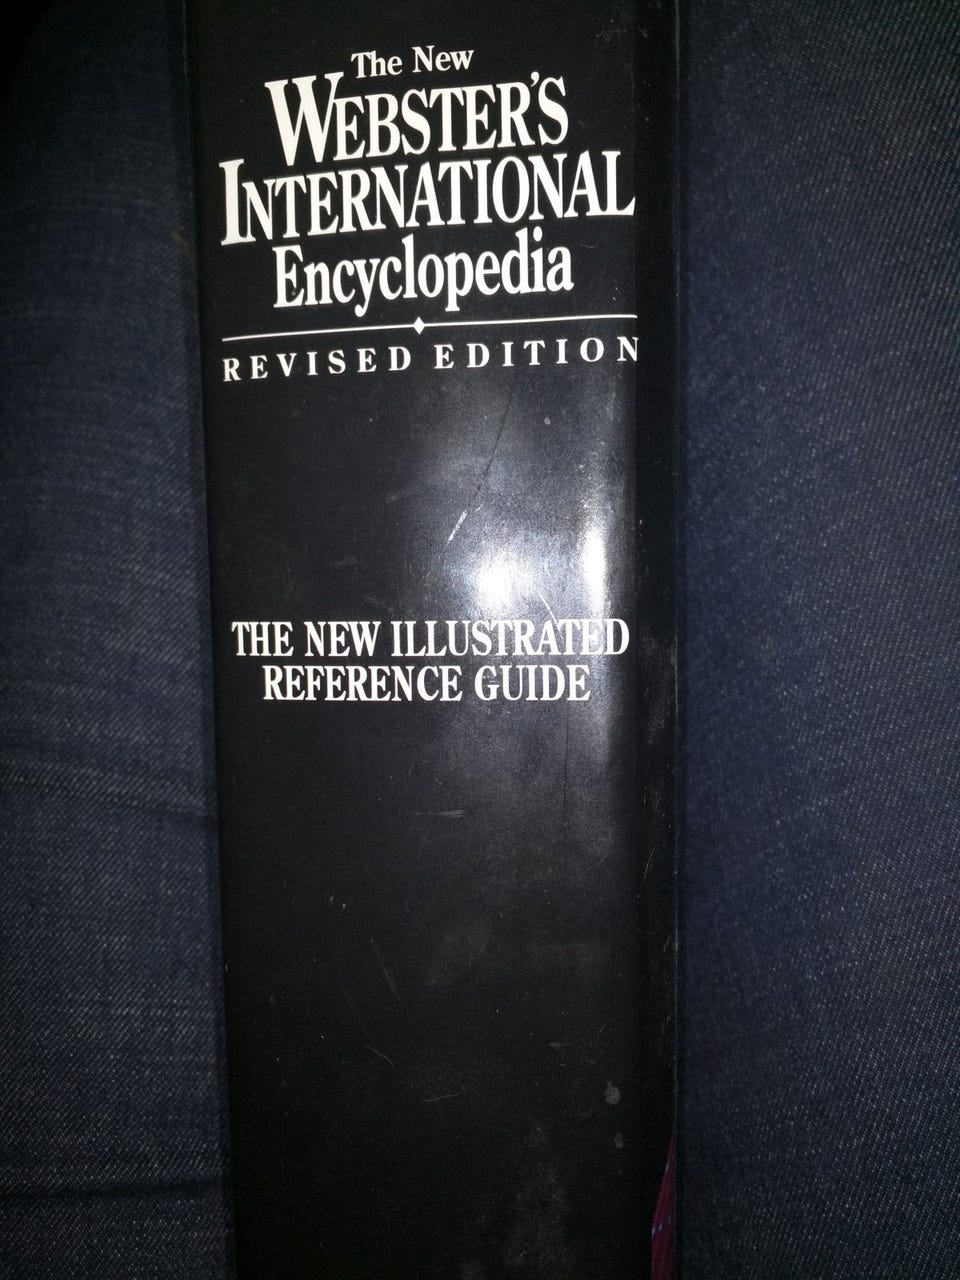 The New
WEBSTER'S
INTERNATIONAL
Encyclopedia
REVISED EDITION
THE NEW ILLUSTRATED
REFERENCE GUIDE